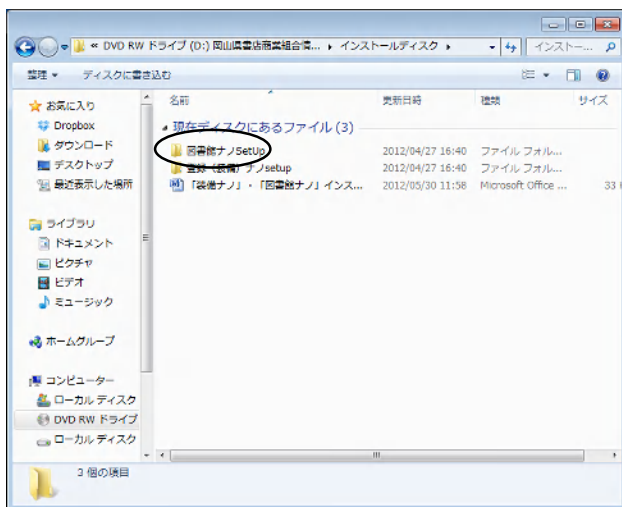 « DVD RW ドライブ (D:) 岡山県書店商業組合情... ▸ インストールディスク ▸
インストー...
整理 ディスクに書き込む
名前 更新日時 種類 サイズ
お気に入り
Dropbox
ダウンロード
デスクトップ
最近表示した場所
ライブラリ
ドキュメント
ピクチャ
ビデオ
ミュージック
ホームグループ
コンピューター
ローカル ディスク
DVD RW ドライブ
ローカル ディスク
現在ディスクにあるファイル (3)
図書館ナノSetUp 2012/04/27 16:40 ファイル フォル...
登録（装備）ナノsetup 2012/04/27 16:40 ファイル フォル...
「装備ナノ」・「図書館ナノ」インス... 2012/05/30 11:58 Microsoft Office ... 33
3 個の項目